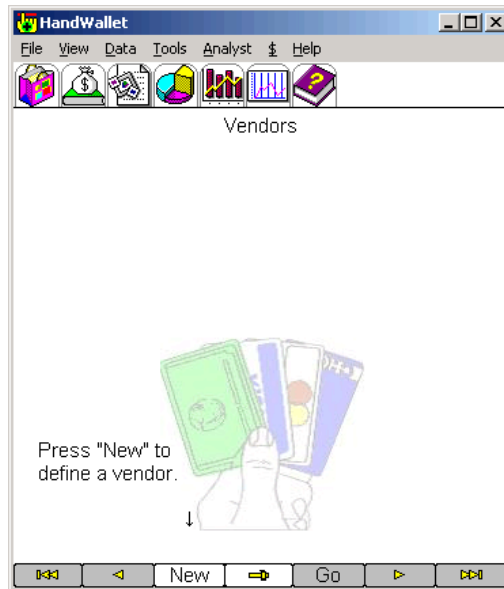 HandWallet
File View Data Tools Analyst $ Help
Vendors
Press "New" to
define a vendor.
New Go